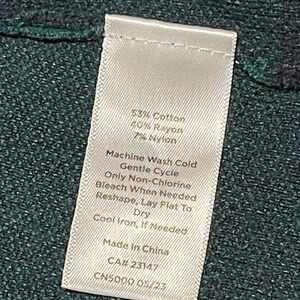 53% Cotton
40% Rayon
7% Nylon
Machine Wash Cold
Gentle Cycle
Only Non-Chlorine
Bleach When Needed
Reshape, Lay Flat To
Dry
Cool Iron, If Needed
Made In China
CA# 23147
CN5000 05/23